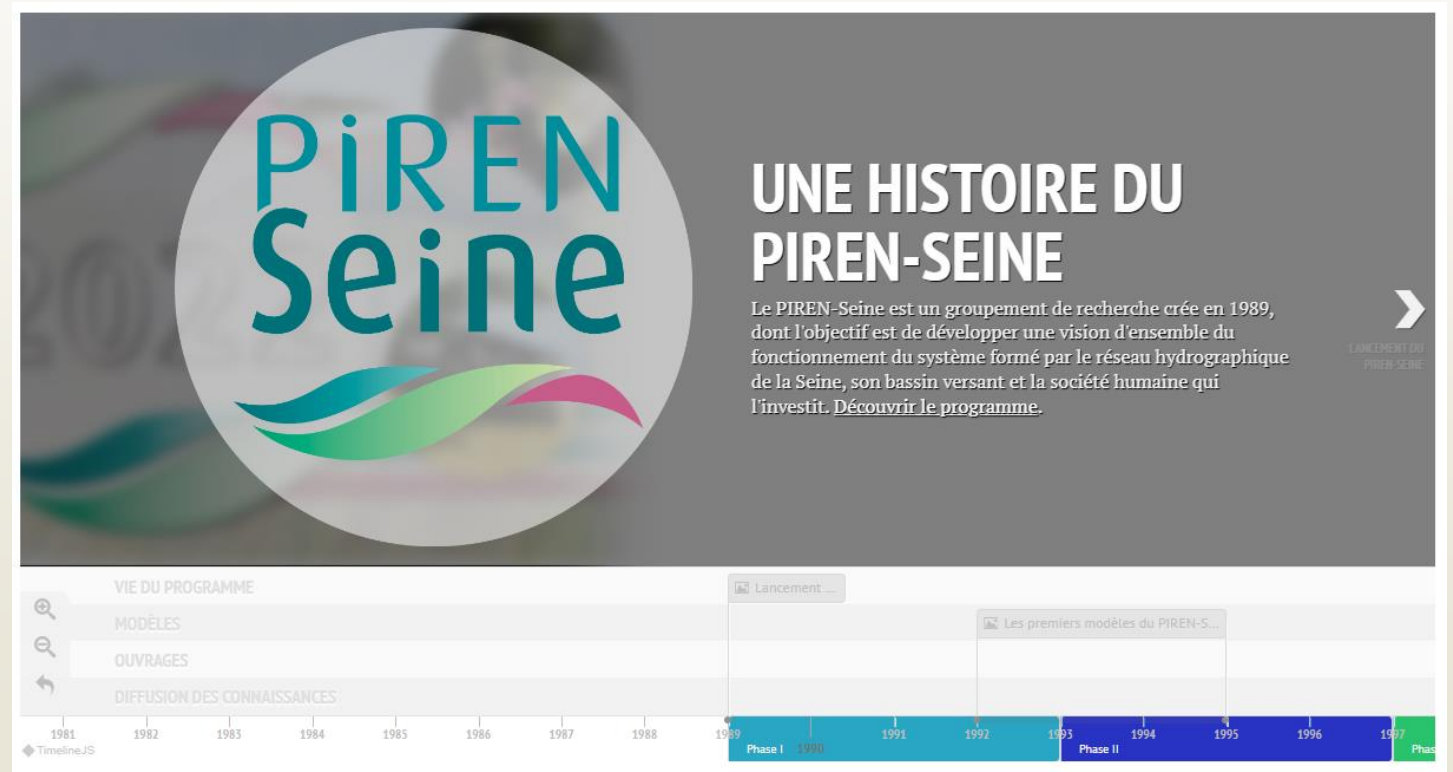 PiREN
Seine
202
UNE HISTOIRE DU
PIREN-SEINE
Le PIREN-Seine est un groupement de recherche crée en 1989,
dont l'objectif est de développer une vision d'ensemble du
fonctionnement du système formé par le réseau hydrographique
de la Seine, son bassin versant et la société humaine qui
l'investit. Découvrir le programme.
LANCEMENT DU
PIREN-SEINE
VIE DU PROGRAMME
Lancement ...
MODÈLES
Les premiers modèles du PIREN-S...
OUVRAGES
DIFFUSION DES CONNAISSANCES
1981 1982 1983 1984 1985 1986 1987 1988 1989 1990 1991 1992 1993 1994 1995 1996 1997
TimelineJS
Phase I
Phase II
Phas